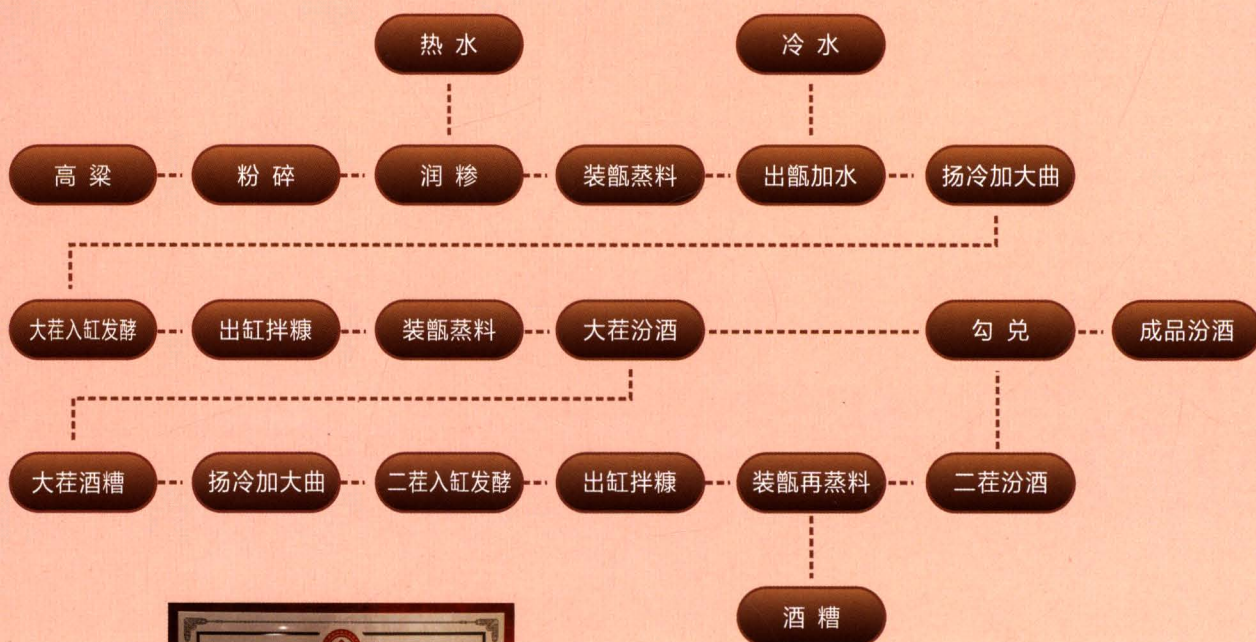 热水
冷水
高粱
粉碎
润糁
装甑蒸料
出甑加水
扬冷加大曲
大茬入缸发酵
出缸拌糠
装甑蒸料
大茬汾酒
勾兑
成品汾酒
大茬酒糟
扬冷加大曲
二茬入缸发酵
出缸拌糠
装甑再蒸料
二茬汾酒
酒糟